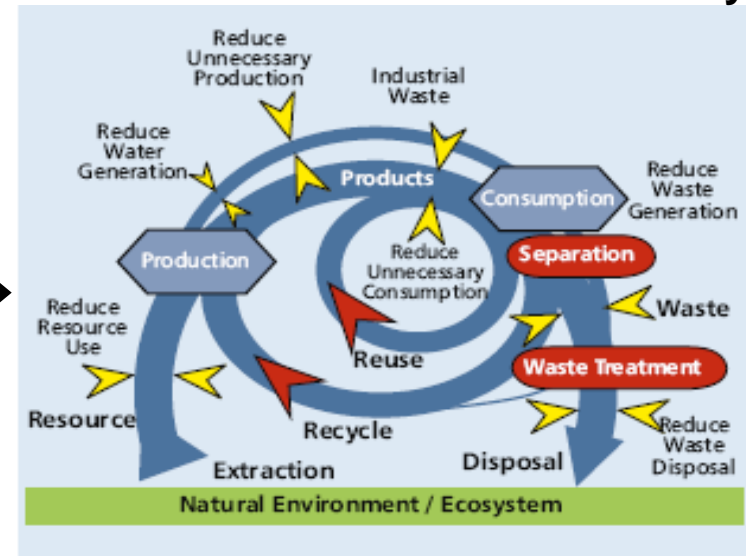 Reduce
Unnecessary
Production
Industrial
Waste
Reduce
Water
Generation
Products
Consumption
Reduce
Waste
Generation
Production
Reduce
Unnecessary
Consumption
Separation
Reduce
Resource
Use
Waste
Reuse
Waste Treatment
Resource
Recycle
Reduce
Waste
Disposal
Extraction
Disposal
Natural Environment / Ecosystem